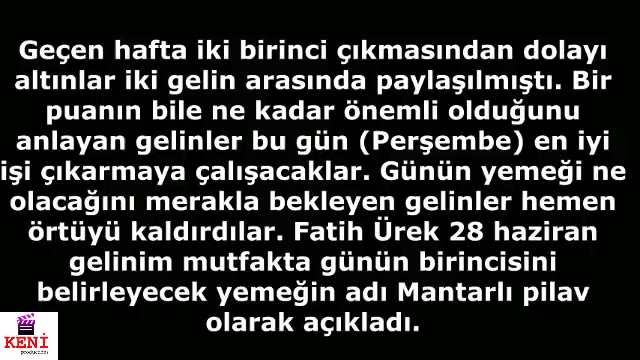 Geçen hafta iki birinci çıkmasından dolayı
altınlar iki gelin arasında paylaşılmıştı. Bir
puanın bile ne kadar önemli olduğunu
anlayan gelinler bu gün (Perşembe) en iyi
işi çıkarmaya çalışacaklar. Günün yemeği ne
olacağını merakla bekleyen gelinler hemen
örtüyü kaldırdılar. Fatih Ürek 28 haziran
gelinim mutfakta günün birincisini
belirleyecek yemeğin adı Mantarlı pilav
olarak açıkladı.
KENİ
productions